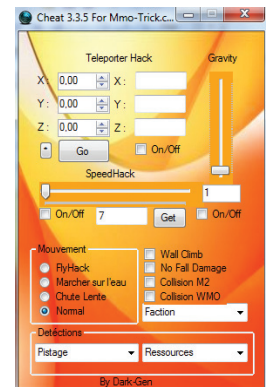 Cheat 3.3.5 For Mmo-Trick.c...
Teleporter Hack
Gravity
X: 0,00 X:
Y: 0,00 Y:
Z: 0,00 Z:
Go On/Off
SpeedHack
1
On/Off 7 Get On/Off
Mouvement
FlyHack
Marcher sur l'eau
Chute Lente
Normal
Wall Climb
No Fall Damage
Collision M2
Collision WMO
Faction
Detéctions
Pistage Ressources
By Dark-Gen